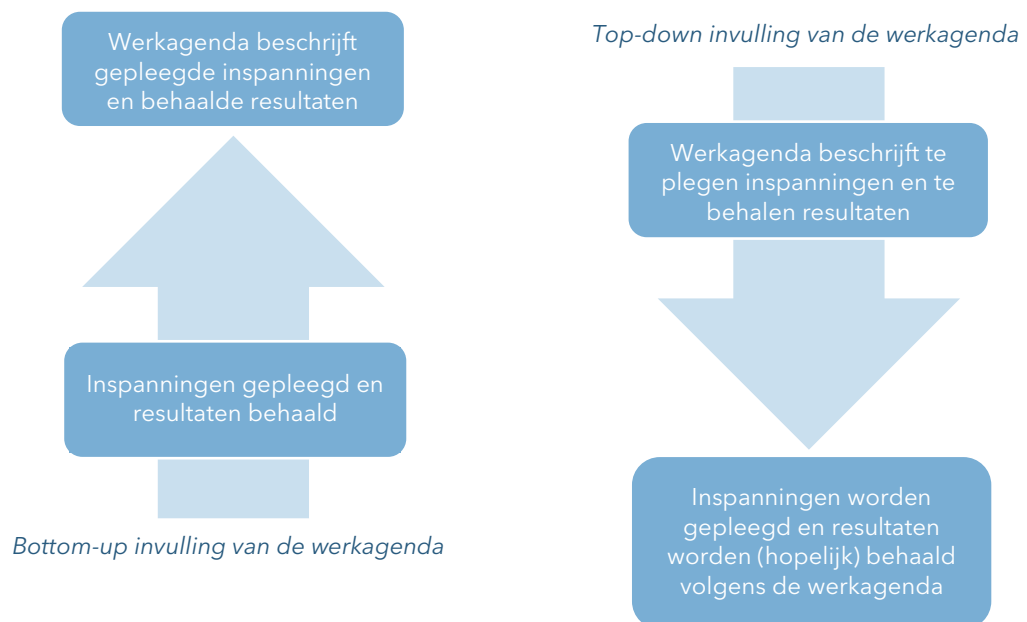 Werkagenda beschrijft
gepleegde inspanningen
en behaalde resultaten
Inspanningen gepleegd en
resultaten behaald
Bottom-up invulling van de werkagenda
Top-down invulling van de werkagenda
Werkagenda beschrijft te
plegen inspanningen en te
behalen resultaten
Inspanningen worden
gepleegd en resultaten
worden (hopelijk) behaald
volgens de werkagenda